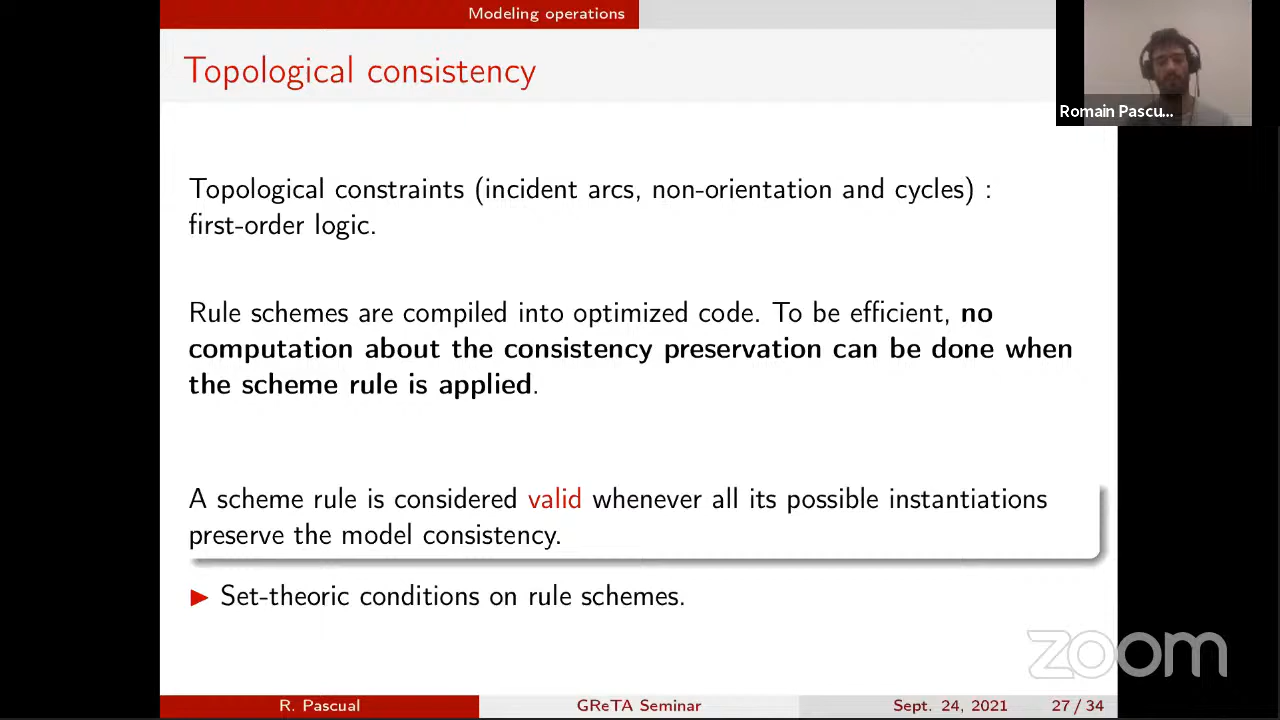 Modeling operations
Topological consistency
Romain Pascu...
Topological constraints (incident arcs, non-orientation and cycles) :
first-order logic.
Rule schemes are compiled into optimized code. To be efficient, no
computation about the consistency preservation can be done when
the scheme rule is applied.
A scheme rule is considered valid whenever all its possible instantiations
preserve the model consistency.
▶ Set-theoric conditions on rule schemes.
zoom
R. Pascual GReTA Seminar Sept. 24, 2021 27 / 34